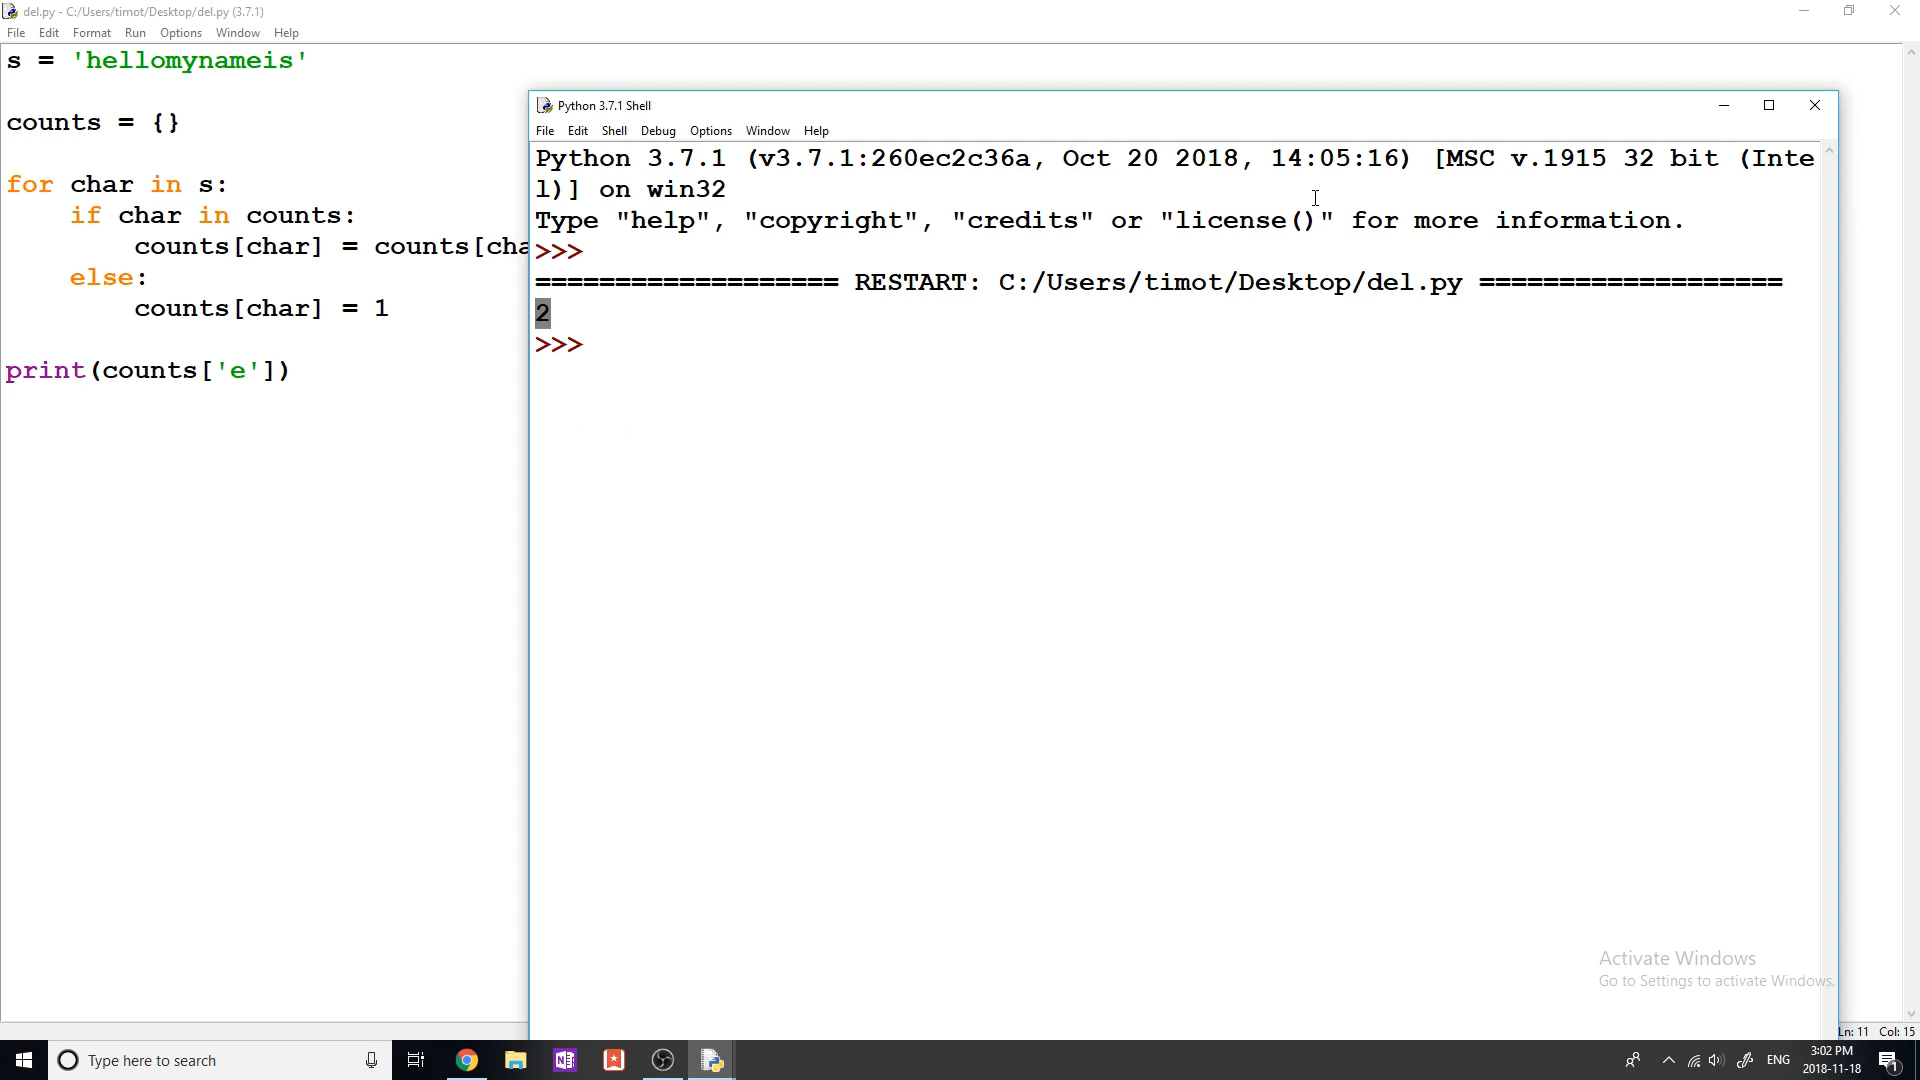 del.py - C:/Users/timot/Desktop/del.py (3.7.1)
File Edit Format Run Options Window Help
s = 'hellomynameis'
counts = {}
for char in s:
    if char in counts:
        counts[char] = counts[cha
    else:
        counts[char] = 1
print(counts['e'])
Python 3.7.1 Shell
File Edit Shell Debug Options Window Help
Python 3.7.1 (v3.7.1:260ec2c36a, Oct 20 2018, 14:05:16) [MSC v.1915 32 bit (Inte
l)] on win32
Type "help", "copyright", "credits" or "license()" for more information.
>>>
=================== RESTART: C:/Users/timot/Desktop/del.py ===================
2
>>>
Activate Windows
Go to Settings to activate Windows.
Ln: 11 Col: 15
Type here to search
N
ENG
3:02 PM
2018-11-18
1